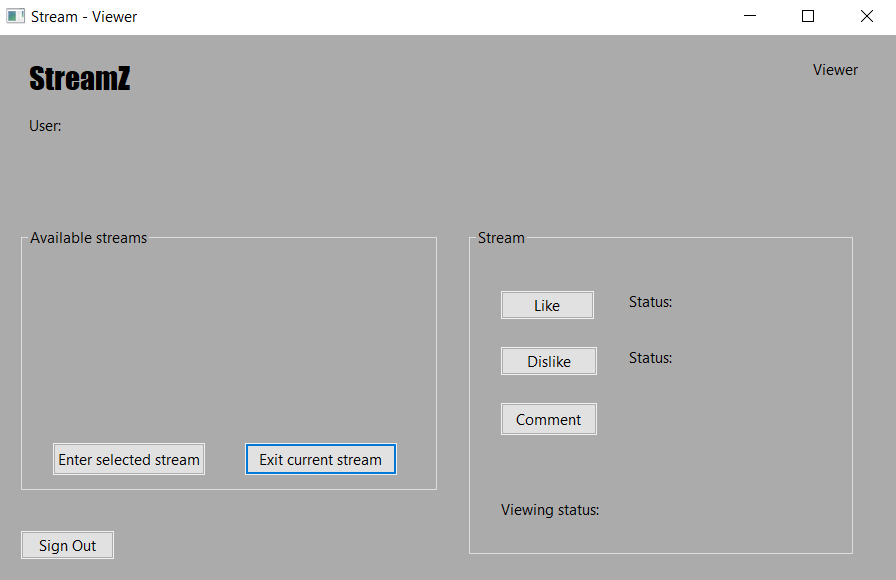 Stream - Viewer
StreamZ
Viewer
User:
Available streams
Stream
Like
Status:
Dislike
Status:
Comment
Enter selected stream
Exit current stream
Viewing status:
Sign Out